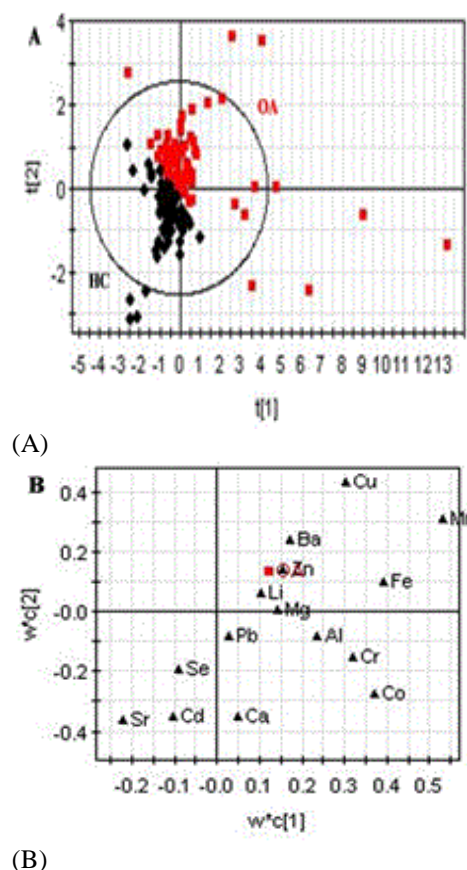 A
4
2
0
-2
t[2]
OA
HC
-5 -4 -3 -2 -1 0 1 2 3 4 5 6 7 8 9 10 11 12 13
t[1]
(A)
B
0.4
0.2
-0.0
-0.2
-0.4
w*c[2]
Cu
Ba
Zn
Li
Mg
Fe
Pb
Al
Cr
Se
Co
Sr
Cd
Ca
-0.2 -0.1 -0.0 0.1 0.2 0.3 0.4 0.5
w*c[1]
(B)